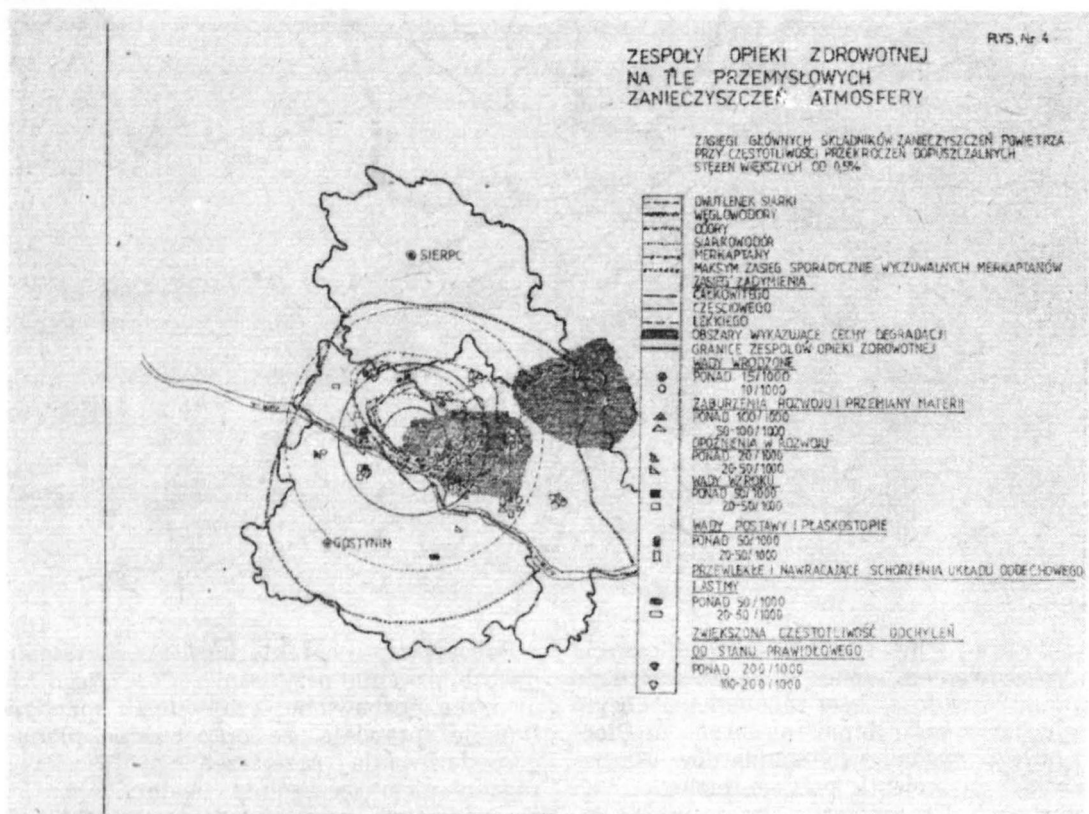 RYS. Nr 4
ZESPOŁY OPIEKI ZDROWOTNEJ
NA TLE PRZEMYSŁOWYCH
ZANIECZYSZCZEŃ ATMOSFERY
ZASIĘGI GŁÓWNYCH SKŁADNIKÓW ZANIECZYSZCZEŃ POWIETRZA
PRZY CZĘSTOTLIWOŚCI PRZEKROCZEŃ DOPUSZCZALNYCH
STĘŻEŃ WIĘKSZYCH OD 0,5%
DWUTLENEK SIARKI
WĘGLOWODORY
ODORY
SIARKOWODÓR
MERKAPTANY
MAKSYM ZASIĘG SPORADYCZNIE WYCZUWALNYCH MERKAPTANÓW
ZASIĘG ZADYMIENIA
CAŁKOWITEGO
CZĘŚCIOWEGO
LEKKIEGO
OBSZARY WYKAZUJĄCE CECHY DEGRADACJI
GRANICE ZESPOŁÓW OPIEKI ZDROWOTNEJ
WADY WRODZONE
PONAD 15/1000
10/1000
ZABURZENIA ROZWOJU I PRZEMIANY MATERII
PONAD 100/1000
50-100/1000
OPÓŹNIENIA W ROZWOJU
PONAD 20/1000
20-50/1000
WADY WZROKU
PONAD 50/1000
20-50/1000
WADY POSTAWY I PŁASKOSTOPIE
PONAD 50/1000
20-50/1000
PRZEWLEKŁE I NAWRACAJĄCE SCHORZENIA UKŁADU ODDECHOWEGO
I ASTMY
PONAD 50/1000
20-50/1000
ZWIĘKSZONA CZĘSTOTLIWOŚĆ ODCHYLEŃ
OD STANU PRAWIDŁOWEGO
PONAD 200/1000
100-200/1000
SIERPC
GOSTYNIN